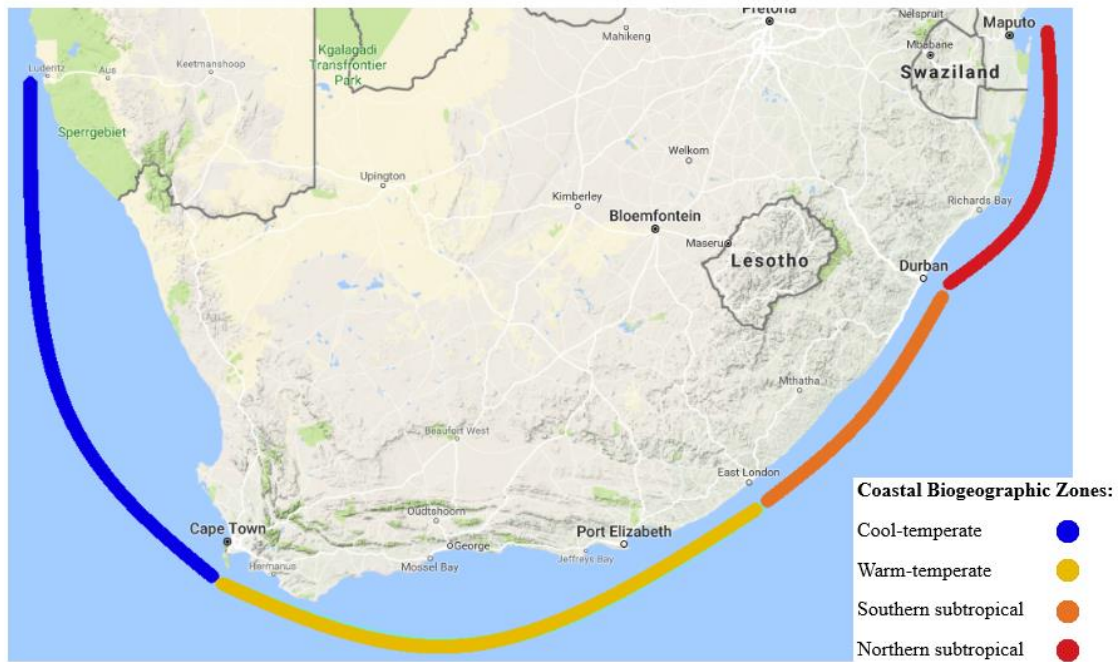 Pretoria
Nelspruit
Maputo
Mahikeng
Mbabane
Kgalagadi
Transfrontier
Park
Luderitz
Aus
Keetmanshoop
Swaziland
Sperrgebiet
Welkom
Upington
Kimberley
Richards Bay
Bloemfontein
Maseru
Lesotho
Durban
Mthatha
Beaufort West
East London
Coastal Biogeographic Zones:
Oudtshoorn
Cape Town
Port Elizabeth
Cool-temperate
George
Jeffreys Bay
Hermanus
Mossel Bay
Warm-temperate
Southern subtropical
Northern subtropical